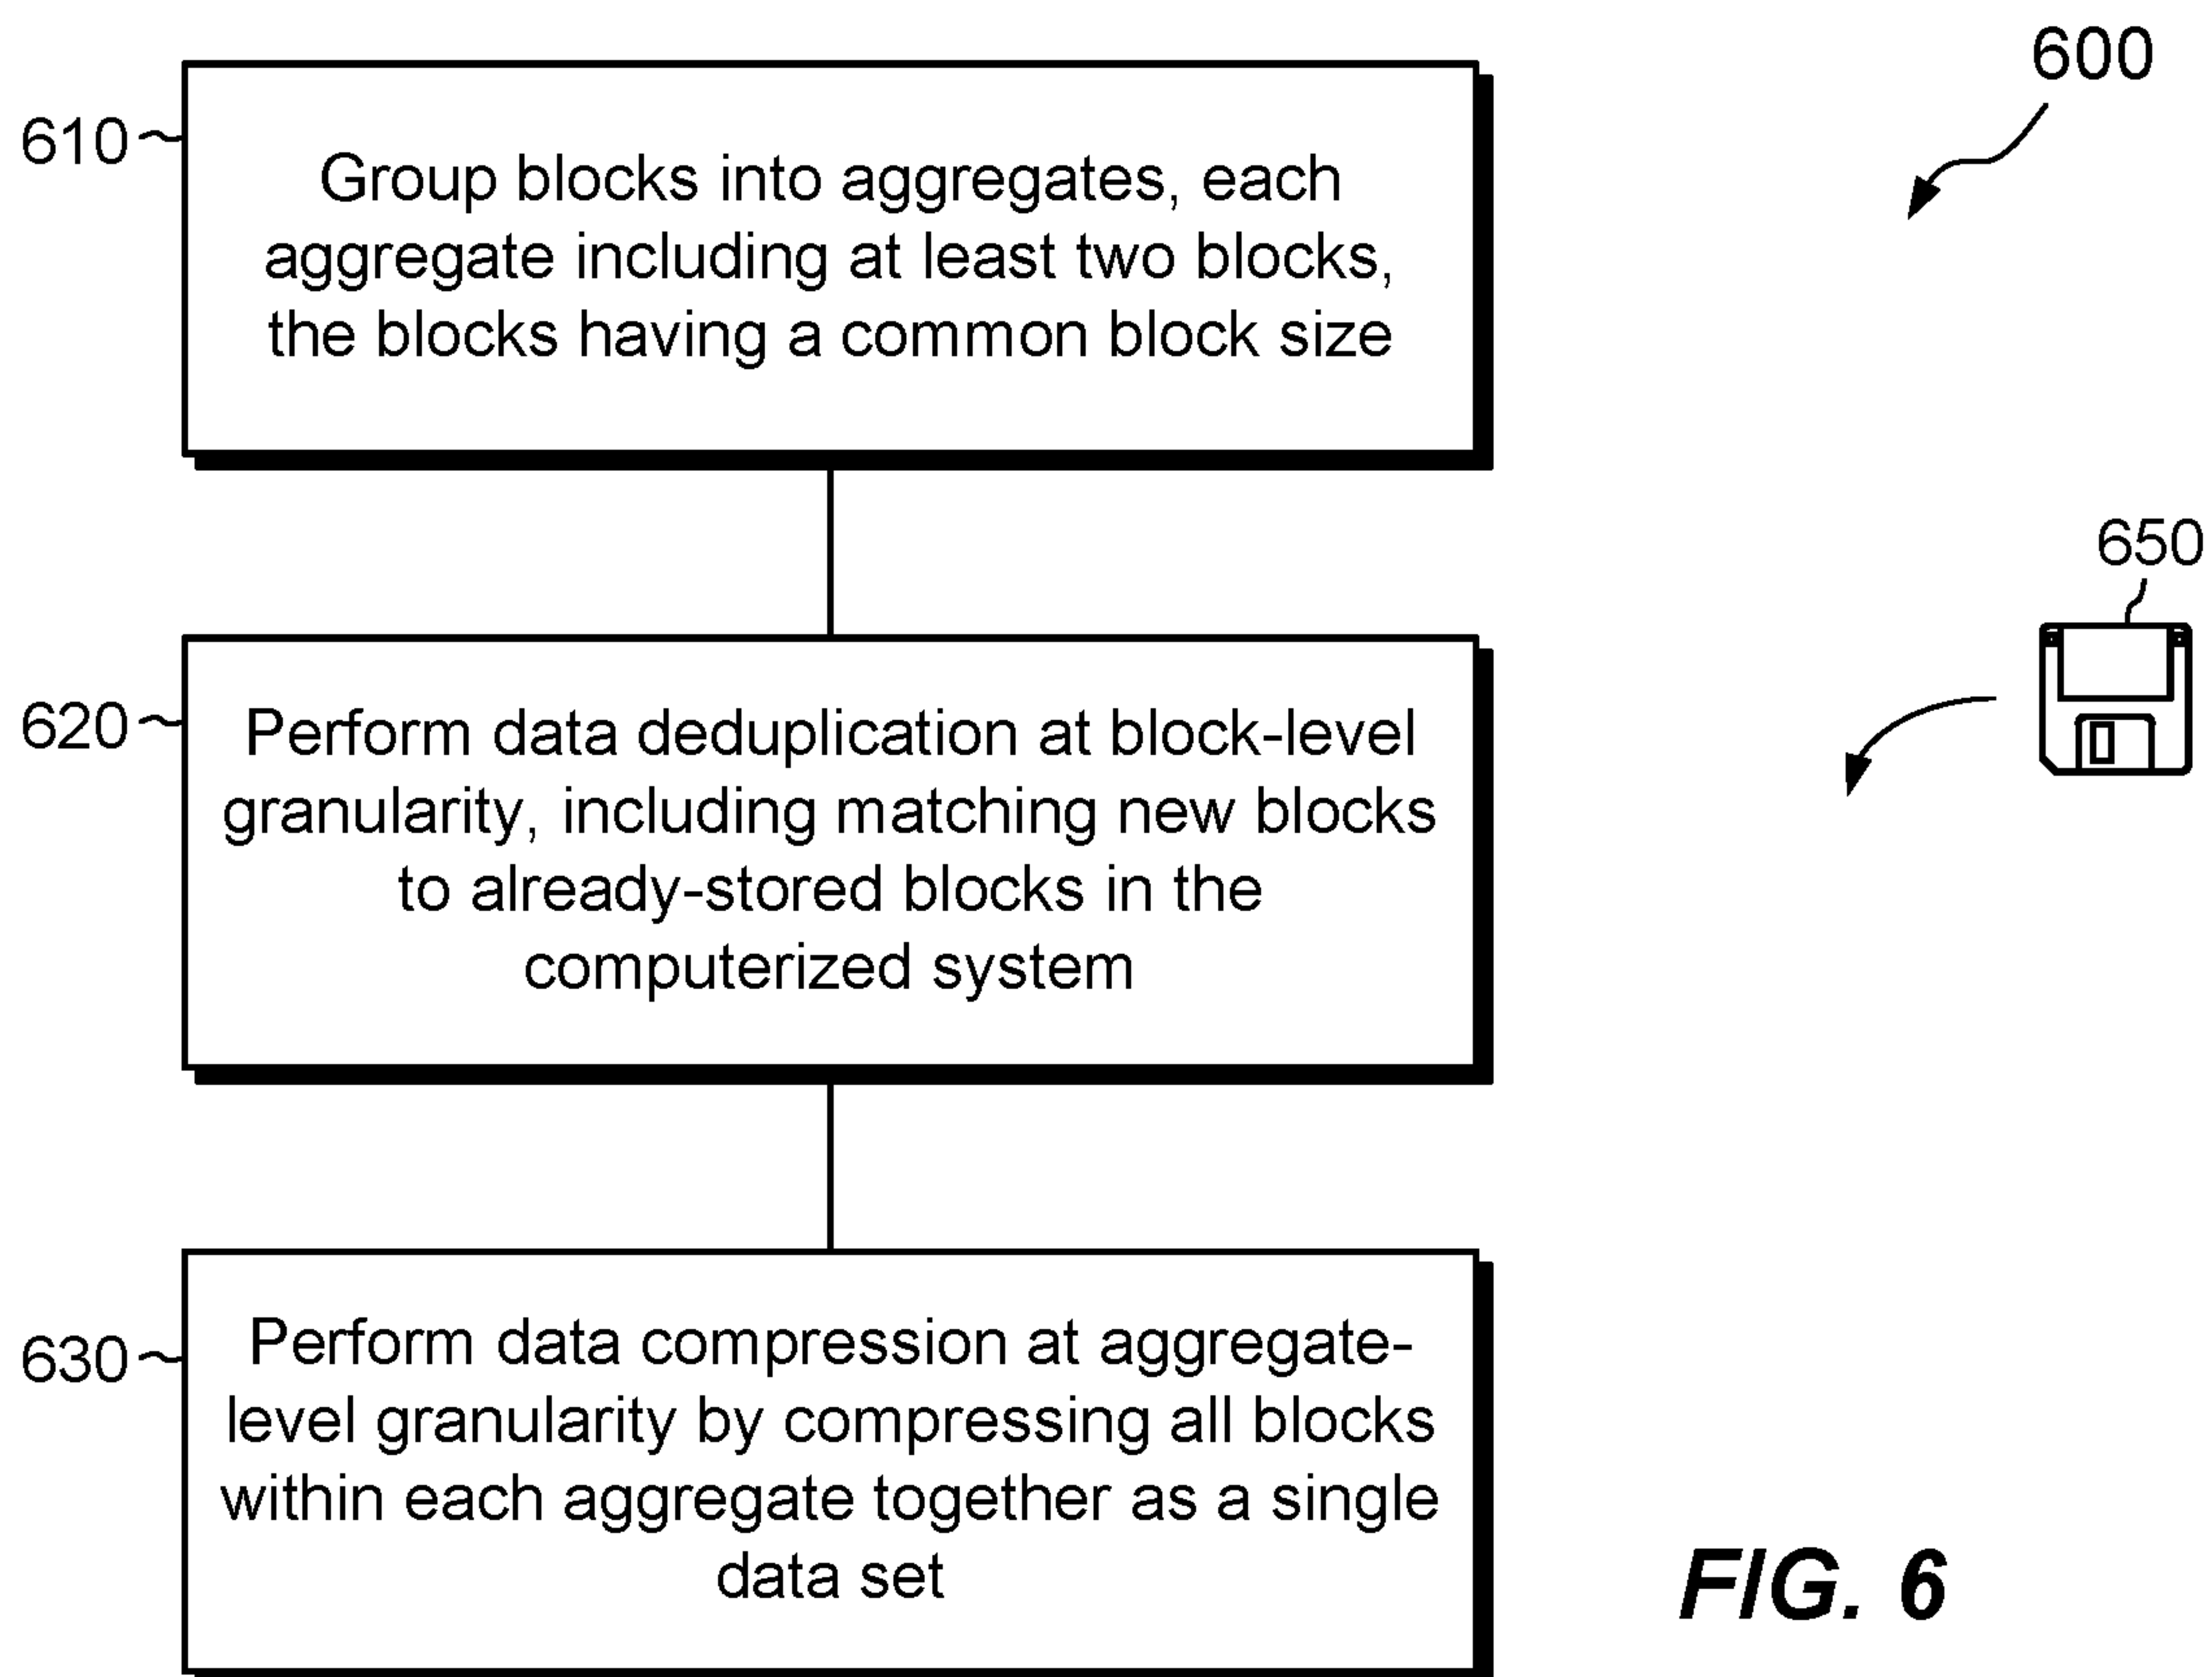 600
610
Group blocks into aggregates, each
aggregate including at least two blocks,
the blocks having a common block size
650
620
Perform data deduplication at block-level
granularity, including matching new blocks
to already-stored blocks in the
computerized system
630
Perform data compression at aggregate-
level granularity by compressing all blocks
within each aggregate together as a single
data set
FIG. 6